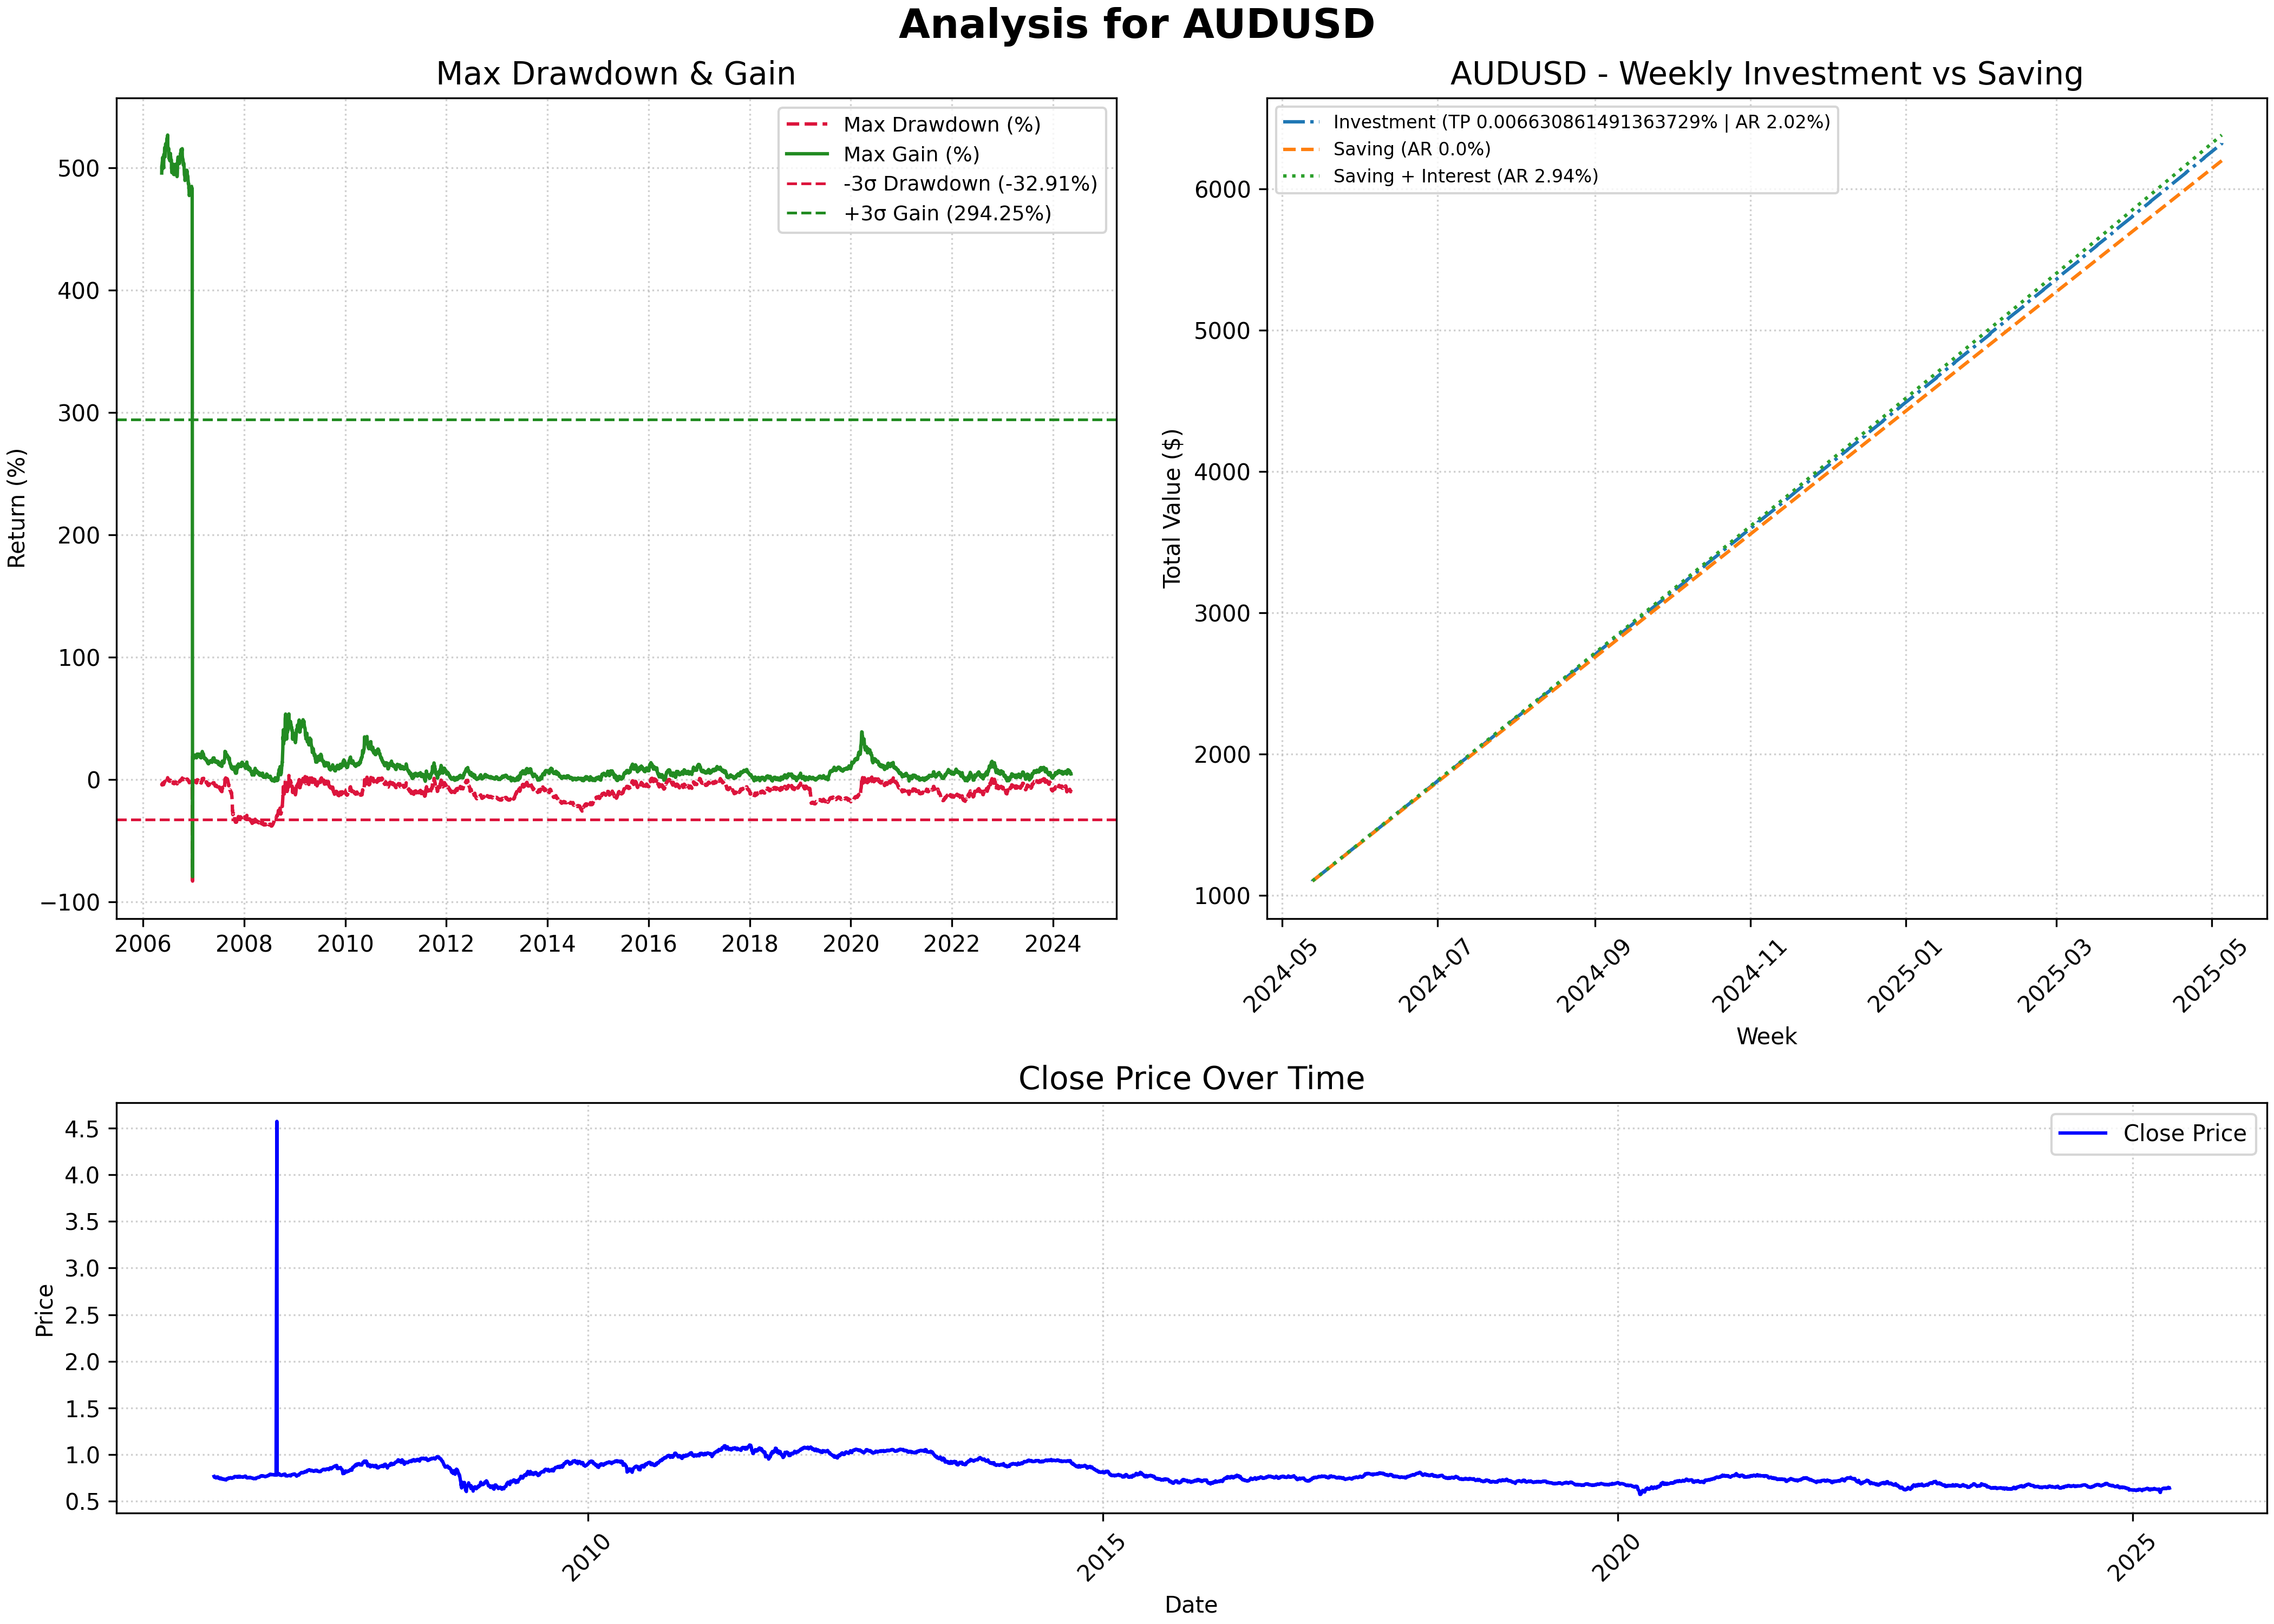 Analysis for AUDUSD
Max Drawdown & Gain
Return (%)
500
400
300
200
100
0
−100
2006 2008 2010 2012 2014 2016 2018 2020 2022 2024
Max Drawdown (%)
Max Gain (%)
-3σ Drawdown (-32.91%)
+3σ Gain (294.25%)
AUDUSD - Weekly Investment vs Saving
Total Value ($)
6000
5000
4000
3000
2000
1000
Investment (TP 0.006630861491363729% | AR 2.02%)
Saving (AR 0.0%)
Saving + Interest (AR 2.94%)
2024-05 2024-07 2024-09 2024-11 2025-01 2025-03 2025-05
Week
Close Price Over Time
Price
4.5
4.0
3.5
3.0
2.5
2.0
1.5
1.0
0.5
Close Price
2010 2015 2020 2025
Date